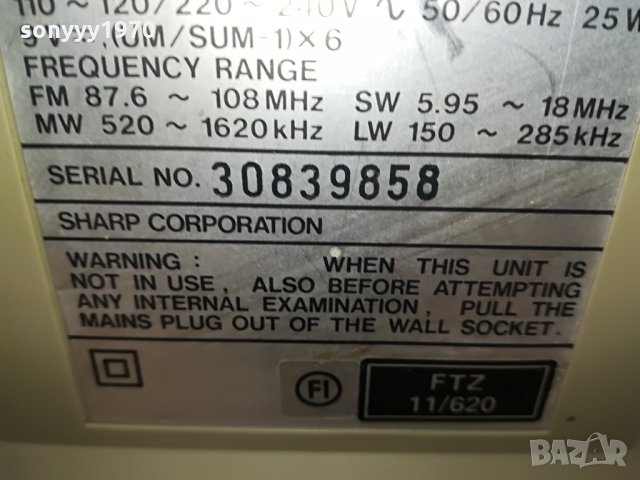 sonyyy1970
110 ~ 120/220 ~ 240V ∿ 50/60Hz 25W
9V (UM/SUM-1)×6
FREQUENCY RANGE
FM 87.6 ~ 108MHz SW 5.95 ~ 18MHz
MW 520 ~ 1620kHz LW 150 ~ 285kHz
SERIAL NO. 30839858
SHARP CORPORATION
WARNING : WHEN THIS UNIT IS
NOT IN USE, ALSO BEFORE ATTEMPTING
ANY INTERNAL EXAMINATION, PULL THE
MAINS PLUG OUT OF THE WALL SOCKET.
FI
FTZ
11/620
BAZAR